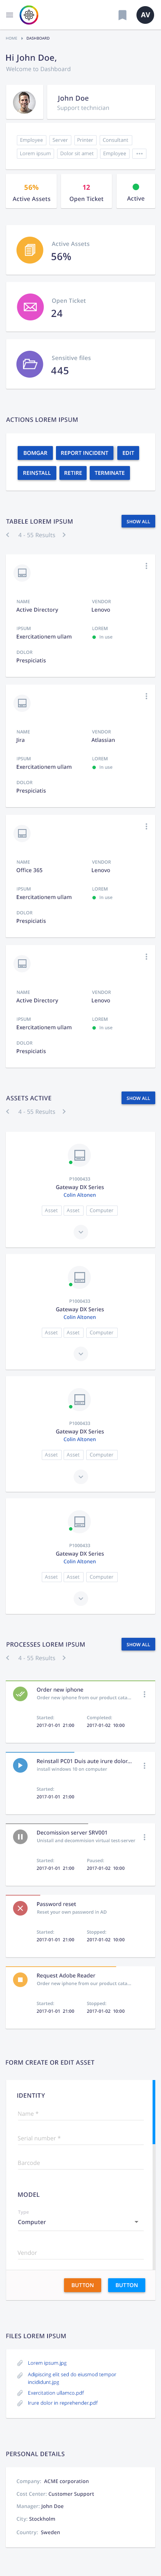 AV
HOME > DASHBOARD
Hi John Doe,
Welcome to Dashboard
John Doe
Support technician
Employee Server Printer Consultant
Lorem ipsum Dolor sit amet Employee
56% 12
Active Assets Open Ticket Active
Active Assets
56%
Open Ticket
24
Sensitive files
445
ACTIONS LOREM IPSUM
BOMGAR REPORT INCIDENT EDIT
REINSTALL RETIRE TERMINATE
TABELE LOREM IPSUM SHOW ALL
4 - 55 Results
NAME VENDOR
Active Directory Lenovo
IPSUM LOREM
Exercitationem ullam In use
DOLOR
Prespiciatis
NAME VENDOR
Jira Atlassian
IPSUM LOREM
Exercitationem ullam In use
DOLOR
Prespiciatis
NAME VENDOR
Office 365 Lenovo
IPSUM LOREM
Exercitationem ullam In use
DOLOR
Prespiciatis
NAME VENDOR
Active Directory Lenovo
IPSUM LOREM
Exercitationem ullam In use
DOLOR
Prespiciatis
ASSETS ACTIVE SHOW ALL
4 - 55 Results
P1000433
Gateway DX Series
Colin Altonen
Asset Asset Computer
P1000433
Gateway DX Series
Colin Altonen
Asset Asset Computer
P1000433
Gateway DX Series
Colin Altonen
Asset Asset Computer
P1000433
Gateway DX Series
Colin Altonen
Asset Asset Computer
PROCESSES LOREM IPSUM SHOW ALL
4 - 55 Results
Order new iphone
Order new iphone from our product cata...
Started: Completed:
2017-01-01 21:00 2017-01-02 10:00
Reinstall PC01 Duis aute irure dolor...
Install windows 10 on computer
Started:
2017-01-01 21:00
Decomission server SRV001
Unistall and decommission virtual test-server
Started: Paused:
2017-01-01 21:00 2017-01-02 10:00
Password reset
Reset your own password in AD
Started: Stopped:
2017-01-01 21:00 2017-01-02 10:00
Request Adobe Reader
Order new iphone from our product cata...
Started: Stopped:
2017-01-01 21:00 2017-01-02 10:00
FORM CREATE OR EDIT ASSET
IDENTITY
Name *
Serial number *
Barcode
MODEL
Type
Computer
Vendor
BUTTON BUTTON
FILES LOREM IPSUM
Lorem ipsum.jpg
Adipiscing elit sed do eiusmod tempor
incididunt.jpg
Exercitation ullamco.pdf
Irure dolor in reprehender.pdf
PERSONAL DETAILS
Company: ACME corporation
Cost Center: Customer Support
Manager: John Doe
City: Stockholm
Country: Sweden